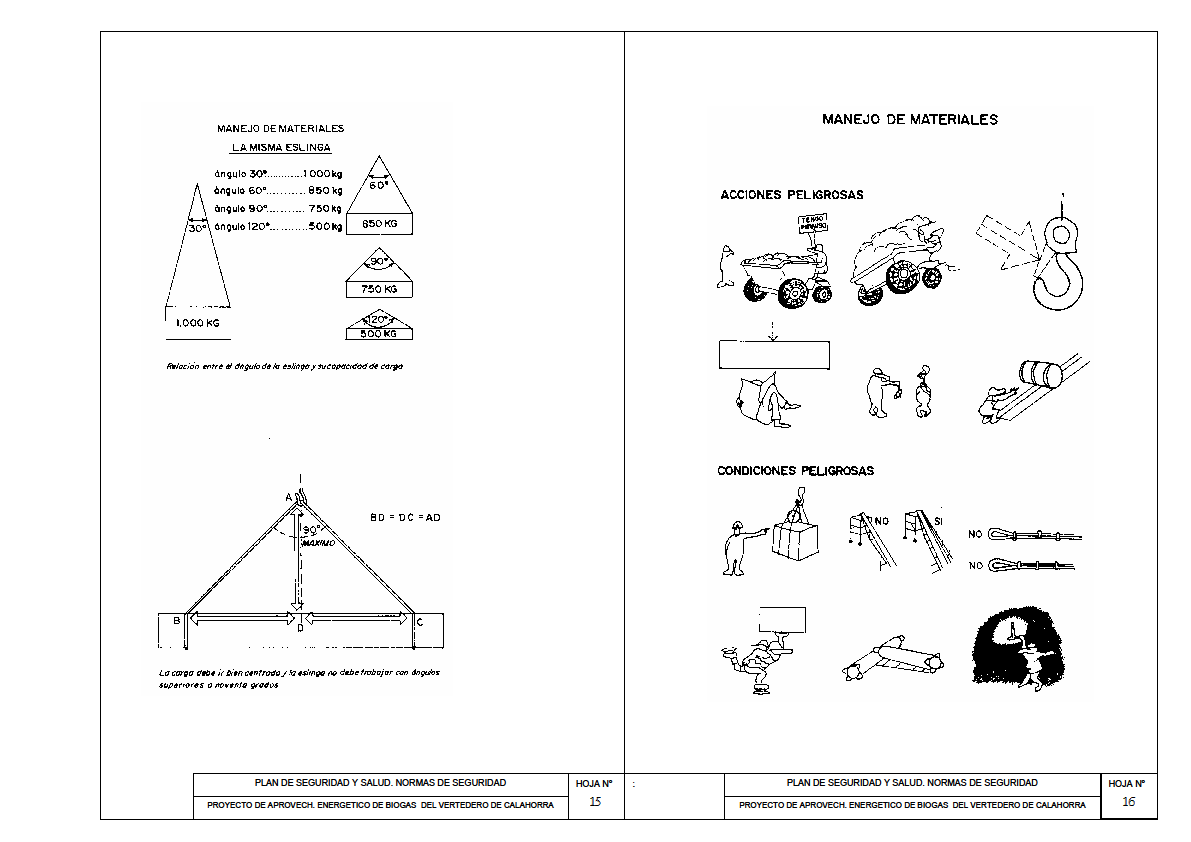 MANEJO DE MATERIALES
LA MISMA ESLINGA
ángulo 30°............1000kg
ángulo 60°........... 850 kg
ángulo 90°........... 750 kg
ángulo 120°...........500 kg
30°
1.000 KG
60°
850 KG
90°
750 KG
120°
500 KG
Relación entre el ángulo de la eslinga y su capacidad de carga
A
90°
MAXIMO
BD = DC = AD
B
D
C
La carga debe ir bien centrada y la eslinga no debe trabajar con ángulos
superiores a noventa grados
PLAN DE SEGURIDAD Y SALUD. NORMAS DE SEGURIDAD
HOJA Nº
PROYECTO DE APROVECH. ENERGETICO DE BIOGAS DEL VERTEDERO DE CALAHORRA
15
MANEJO DE MATERIALES
ACCIONES PELIGROSAS
TENGO
PERMISO
CONDICIONES PELIGROSAS
NO
SI
NO
NO
:
PLAN DE SEGURIDAD Y SALUD. NORMAS DE SEGURIDAD
HOJA Nº
PROYECTO DE APROVECH. ENERGETICO DE BIOGAS DEL VERTEDERO DE CALAHORRA
16